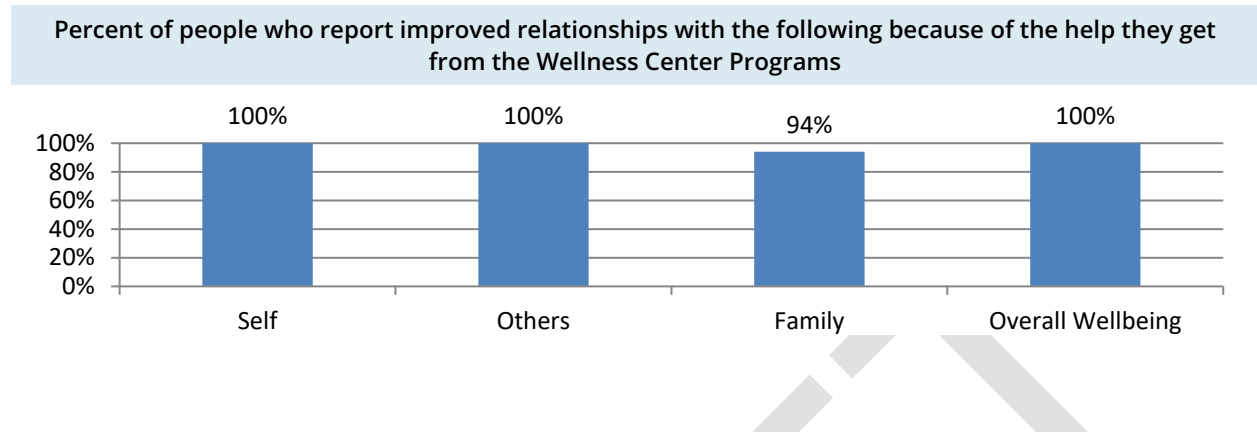 Percent of people who report improved relationships with the following because of the help they get
from the Wellness Center Programs
100% 100% 94% 100%
100%
80%
60%
40%
20%
0%
Self Others Family Overall Wellbeing